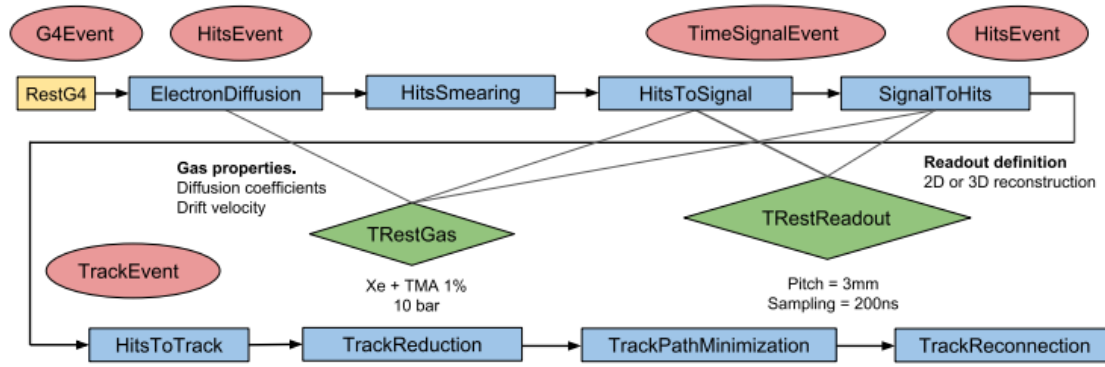 G4Event
HitsEvent
TimeSignalEvent
HitsEvent
RestG4
ElectronDiffusion
HitsSmearing
HitsToSignal
SignalToHits
Gas properties.
Diffusion coefficients
Drift velocity
Readout definition
2D or 3D reconstruction
TRestGas
TRestReadout
TrackEvent
Xe + TMA 1%
10 bar
Pitch = 3mm
Sampling = 200ns
HitsToTrack
TrackReduction
TrackPathMinimization
TrackReconnection